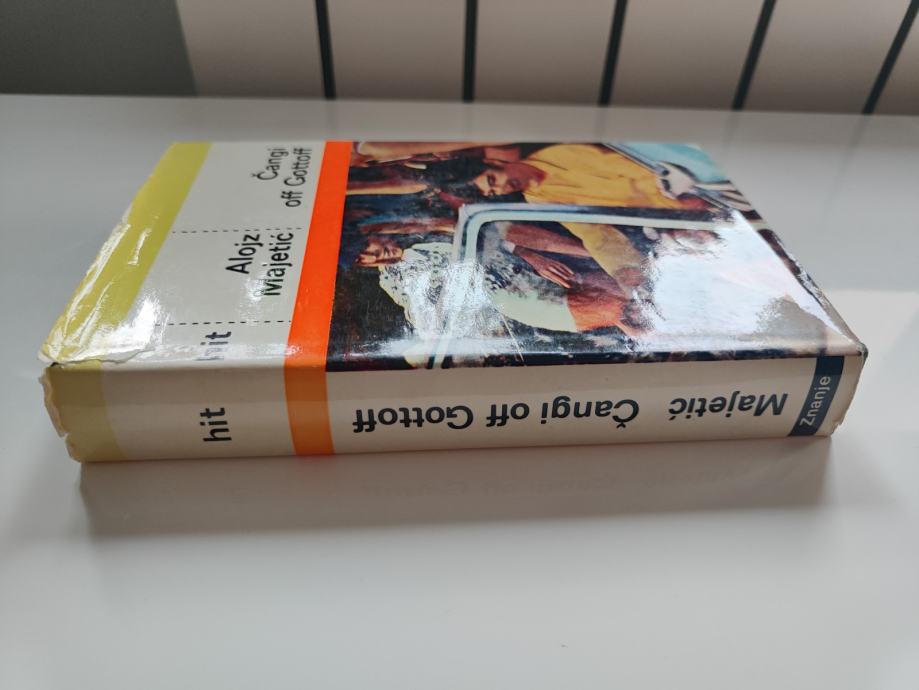 hit
Alojz
Majetić
Čangi
off Gottoff
hit
Majetić Čangi off Gottoff
Znanje